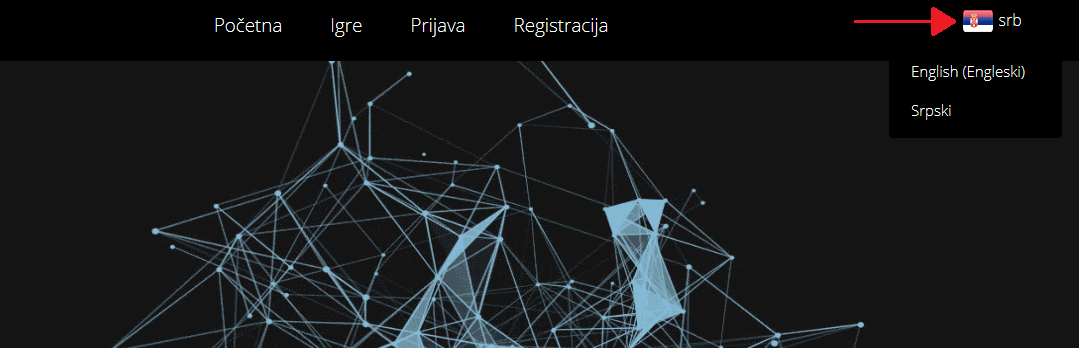 Početna Igre Prijava Registracija srb
English (Engleski)
Srpski